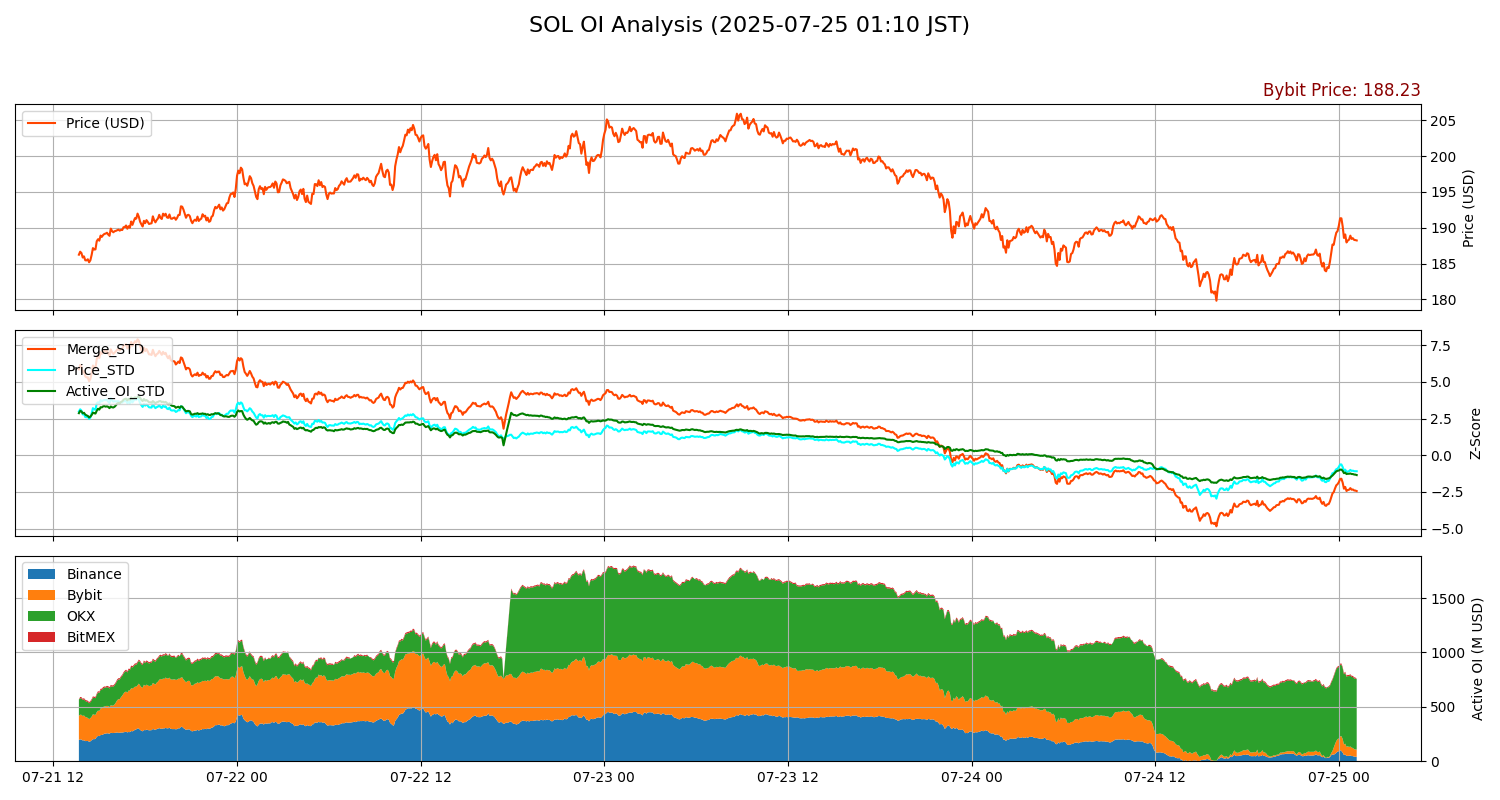 SOL OI Analysis (2025-07-25 01:10 JST)
Bybit Price: 188.23
Price (USD)
205
200
195
190
185
180
Price (USD)
Merge_STD
Price_STD
Active_OI_STD
7.5
5.0
2.5
0.0
−2.5
−5.0
Z-Score
Binance
Bybit
OKX
BitMEX
1500
1000
500
0
Active OI (M USD)
07-21 12
07-22 00
07-22 12
07-23 00
07-23 12
07-24 00
07-24 12
07-25 00